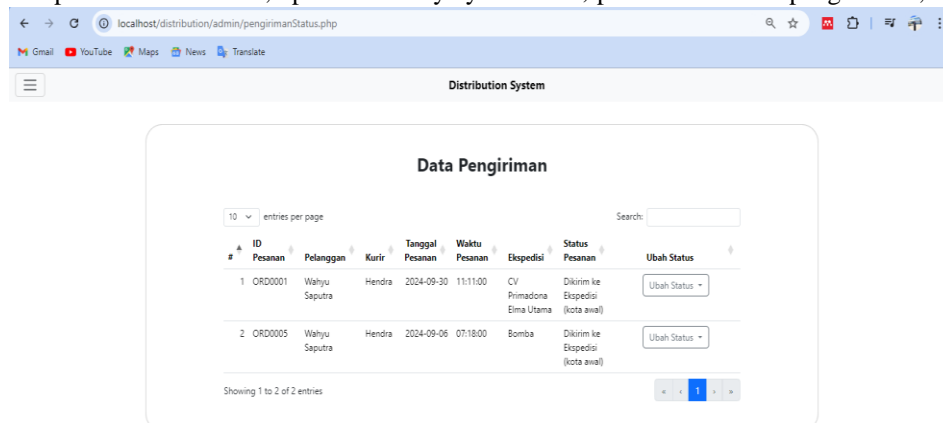 localhost/distribution/admin/pengirimanStatus.php
Gmail YouTube Maps News Translate
Distribution System
Data Pengiriman
10 entries per page Search:
# ID Pesanan Pelanggan Kurir Tanggal Pesanan Waktu Pesanan Ekspedisi Status Pesanan Ubah Status
1 ORD0001 Wahyu Saputra Hendra 2024-09-30 11:11:00 CV Primadona Elma Utama Dikirim ke Ekspedisi (kota awal) Ubah Status
2 ORD0005 Wahyu Saputra Hendra 2024-09-06 07:18:00 Bomba Dikirim ke Ekspedisi (kota awal) Ubah Status
Showing 1 to 2 of 2 entries « ‹ 1 › »